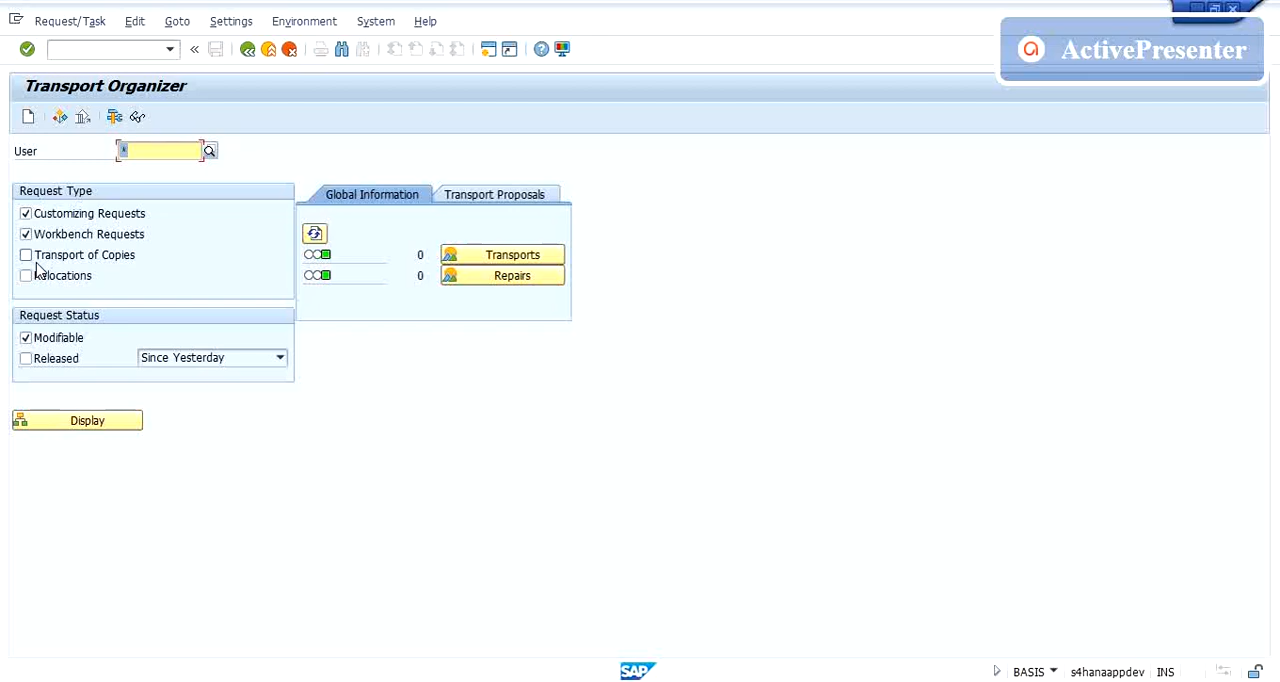 Request/Task Edit Goto Settings Environment System Help
ActivePresenter
Transport Organizer
User *
Request Type
Customizing Requests
Workbench Requests
Transport of Copies
Relocations
Global Information Transport Proposals
0 Transports
0 Repairs
Request Status
Modifiable
Released Since Yesterday
Display
SAP
BASIS s4hanaappdev INS